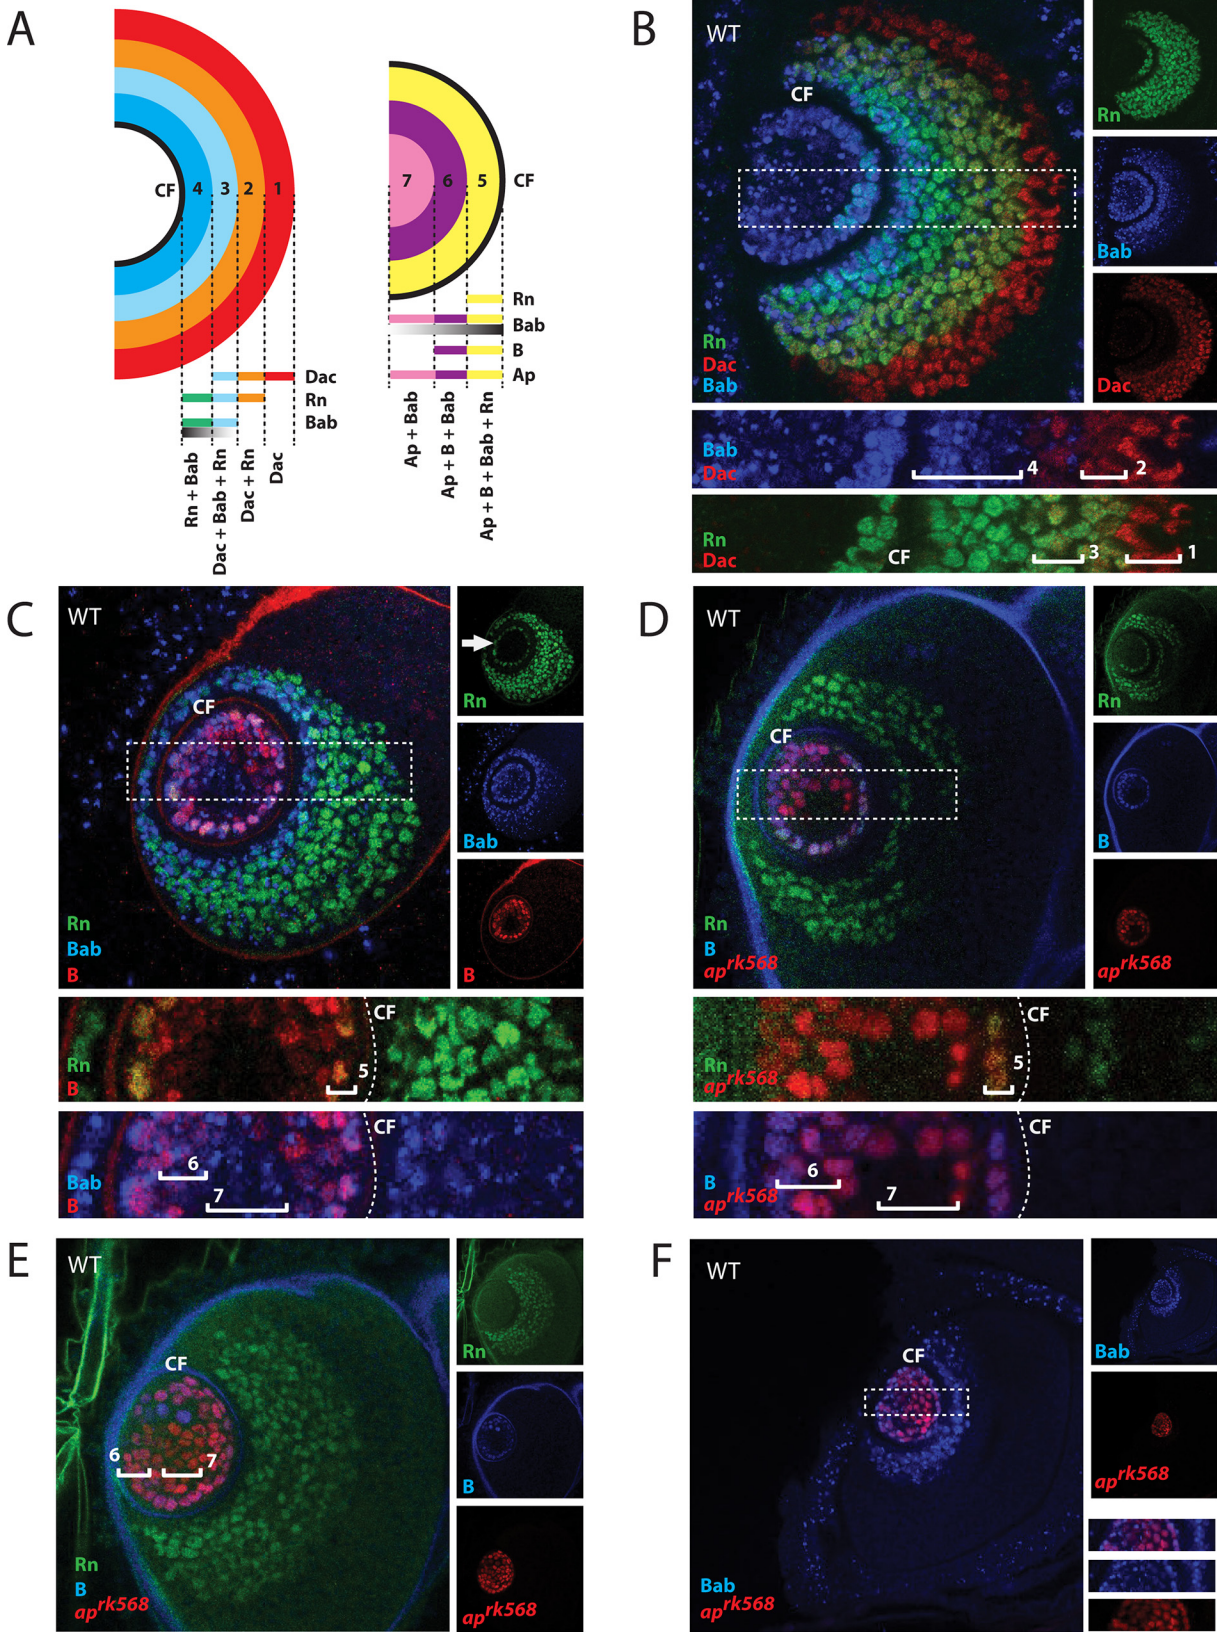 A
CF
4
3
2
1
Dac
Rn
Bab
Rn + Bab
Dac + Bab + Rn
Dac + Rn
Dac
7
6
5
CF
Rn
Bab
B
Ap
Ap + Bab
Ap + B + Bab
Ap + B + Bab + Rn
B
WT
CF
Rn
Dac
Bab
Rn
Bab
Dac
Bab
Dac
4
2
Rn
Dac
CF
3
1
C
WT
CF
Rn
Bab
B
Rn
Bab
B
Rn
B
CF
5
Bab
B
CF
6
7
D
WT
CF
Rn
B
ap^rk568
Rn
B
ap^rk568
Rn
ap^rk568
CF
5
B
ap^rk568
CF
6
7
E
WT
CF
6
7
Rn
B
ap^rk568
Rn
B
ap^rk568
F
WT
CF
Bab
ap^rk568
Bab
ap^rk568